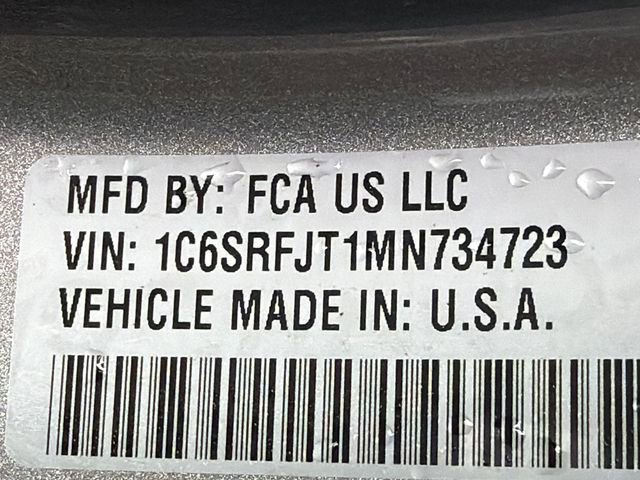 MFD BY: FCA US LLC
VIN: 1C6SRFJT1MN734723
VEHICLE MADE IN: U.S.A.